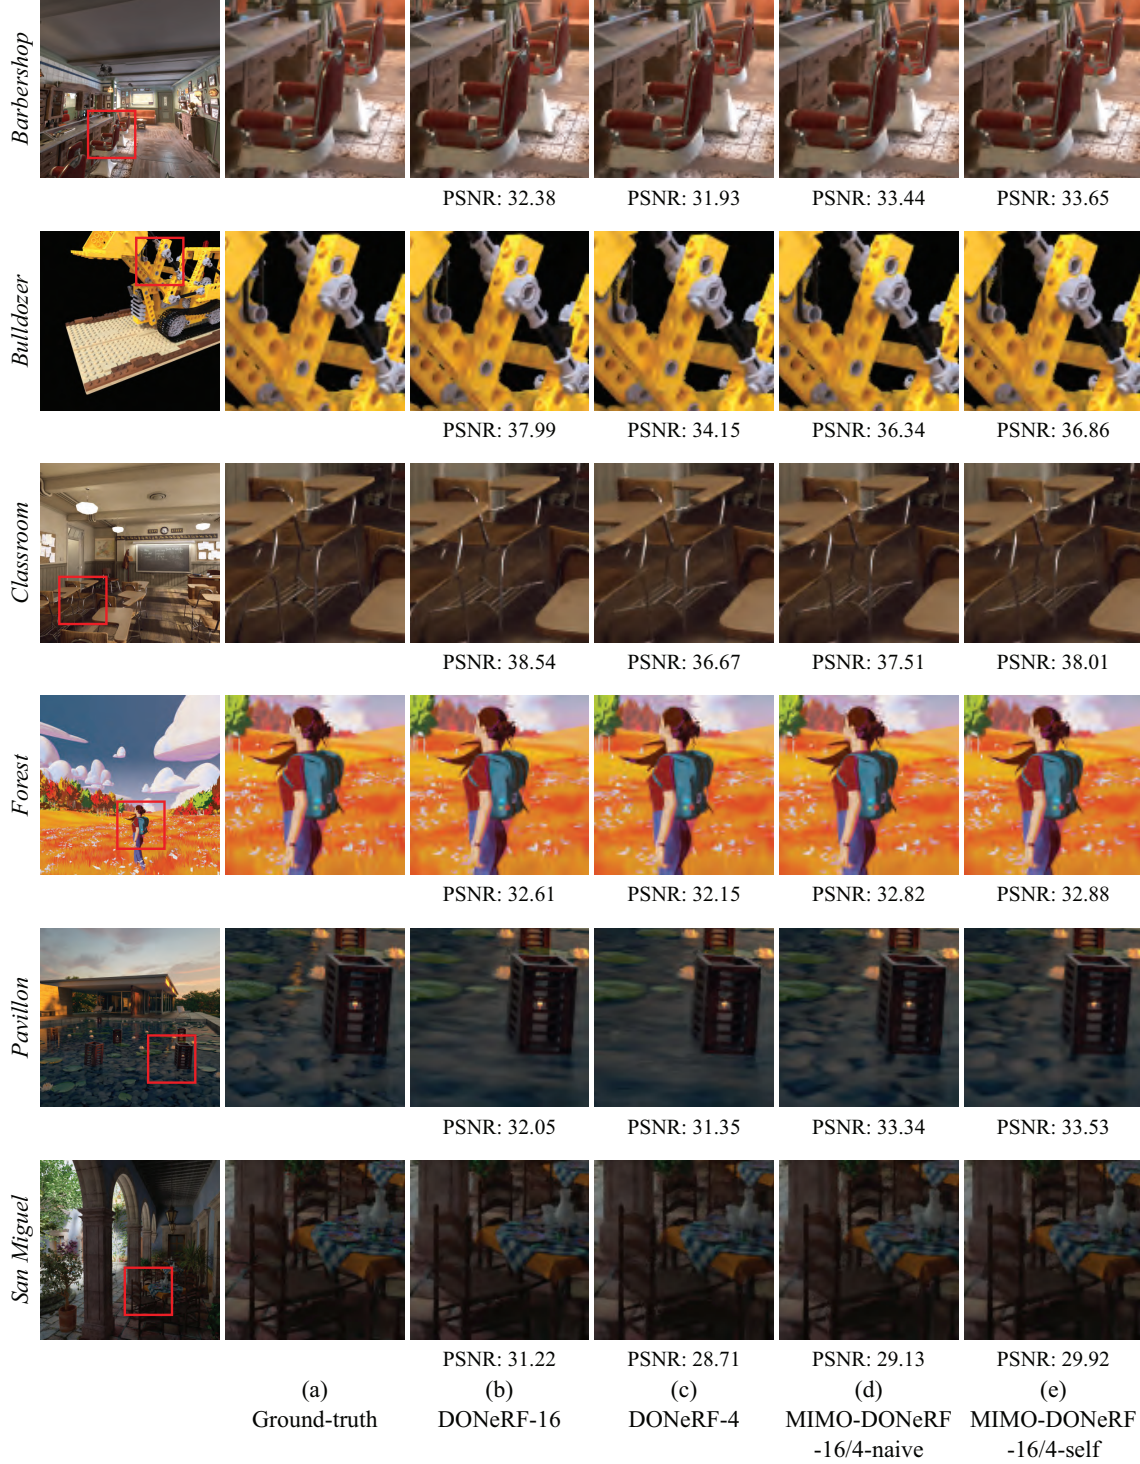 Barbershop
PSNR: 32.38
PSNR: 31.93
PSNR: 33.44
PSNR: 33.65
Bulldozer
PSNR: 37.99
PSNR: 34.15
PSNR: 36.34
PSNR: 36.86
Classroom
PSNR: 38.54
PSNR: 36.67
PSNR: 37.51
PSNR: 38.01
Forest
PSNR: 32.61
PSNR: 32.15
PSNR: 32.82
PSNR: 32.88
Pavillon
PSNR: 32.05
PSNR: 31.35
PSNR: 33.34
PSNR: 33.53
San Miguel
PSNR: 31.22
PSNR: 28.71
PSNR: 29.13
PSNR: 29.92
(a)
Ground-truth
(b)
DONeRF-16
(c)
DONeRF-4
(d)
MIMO-DONeRF
-16/4-naive
(e)
MIMO-DONeRF
-16/4-self